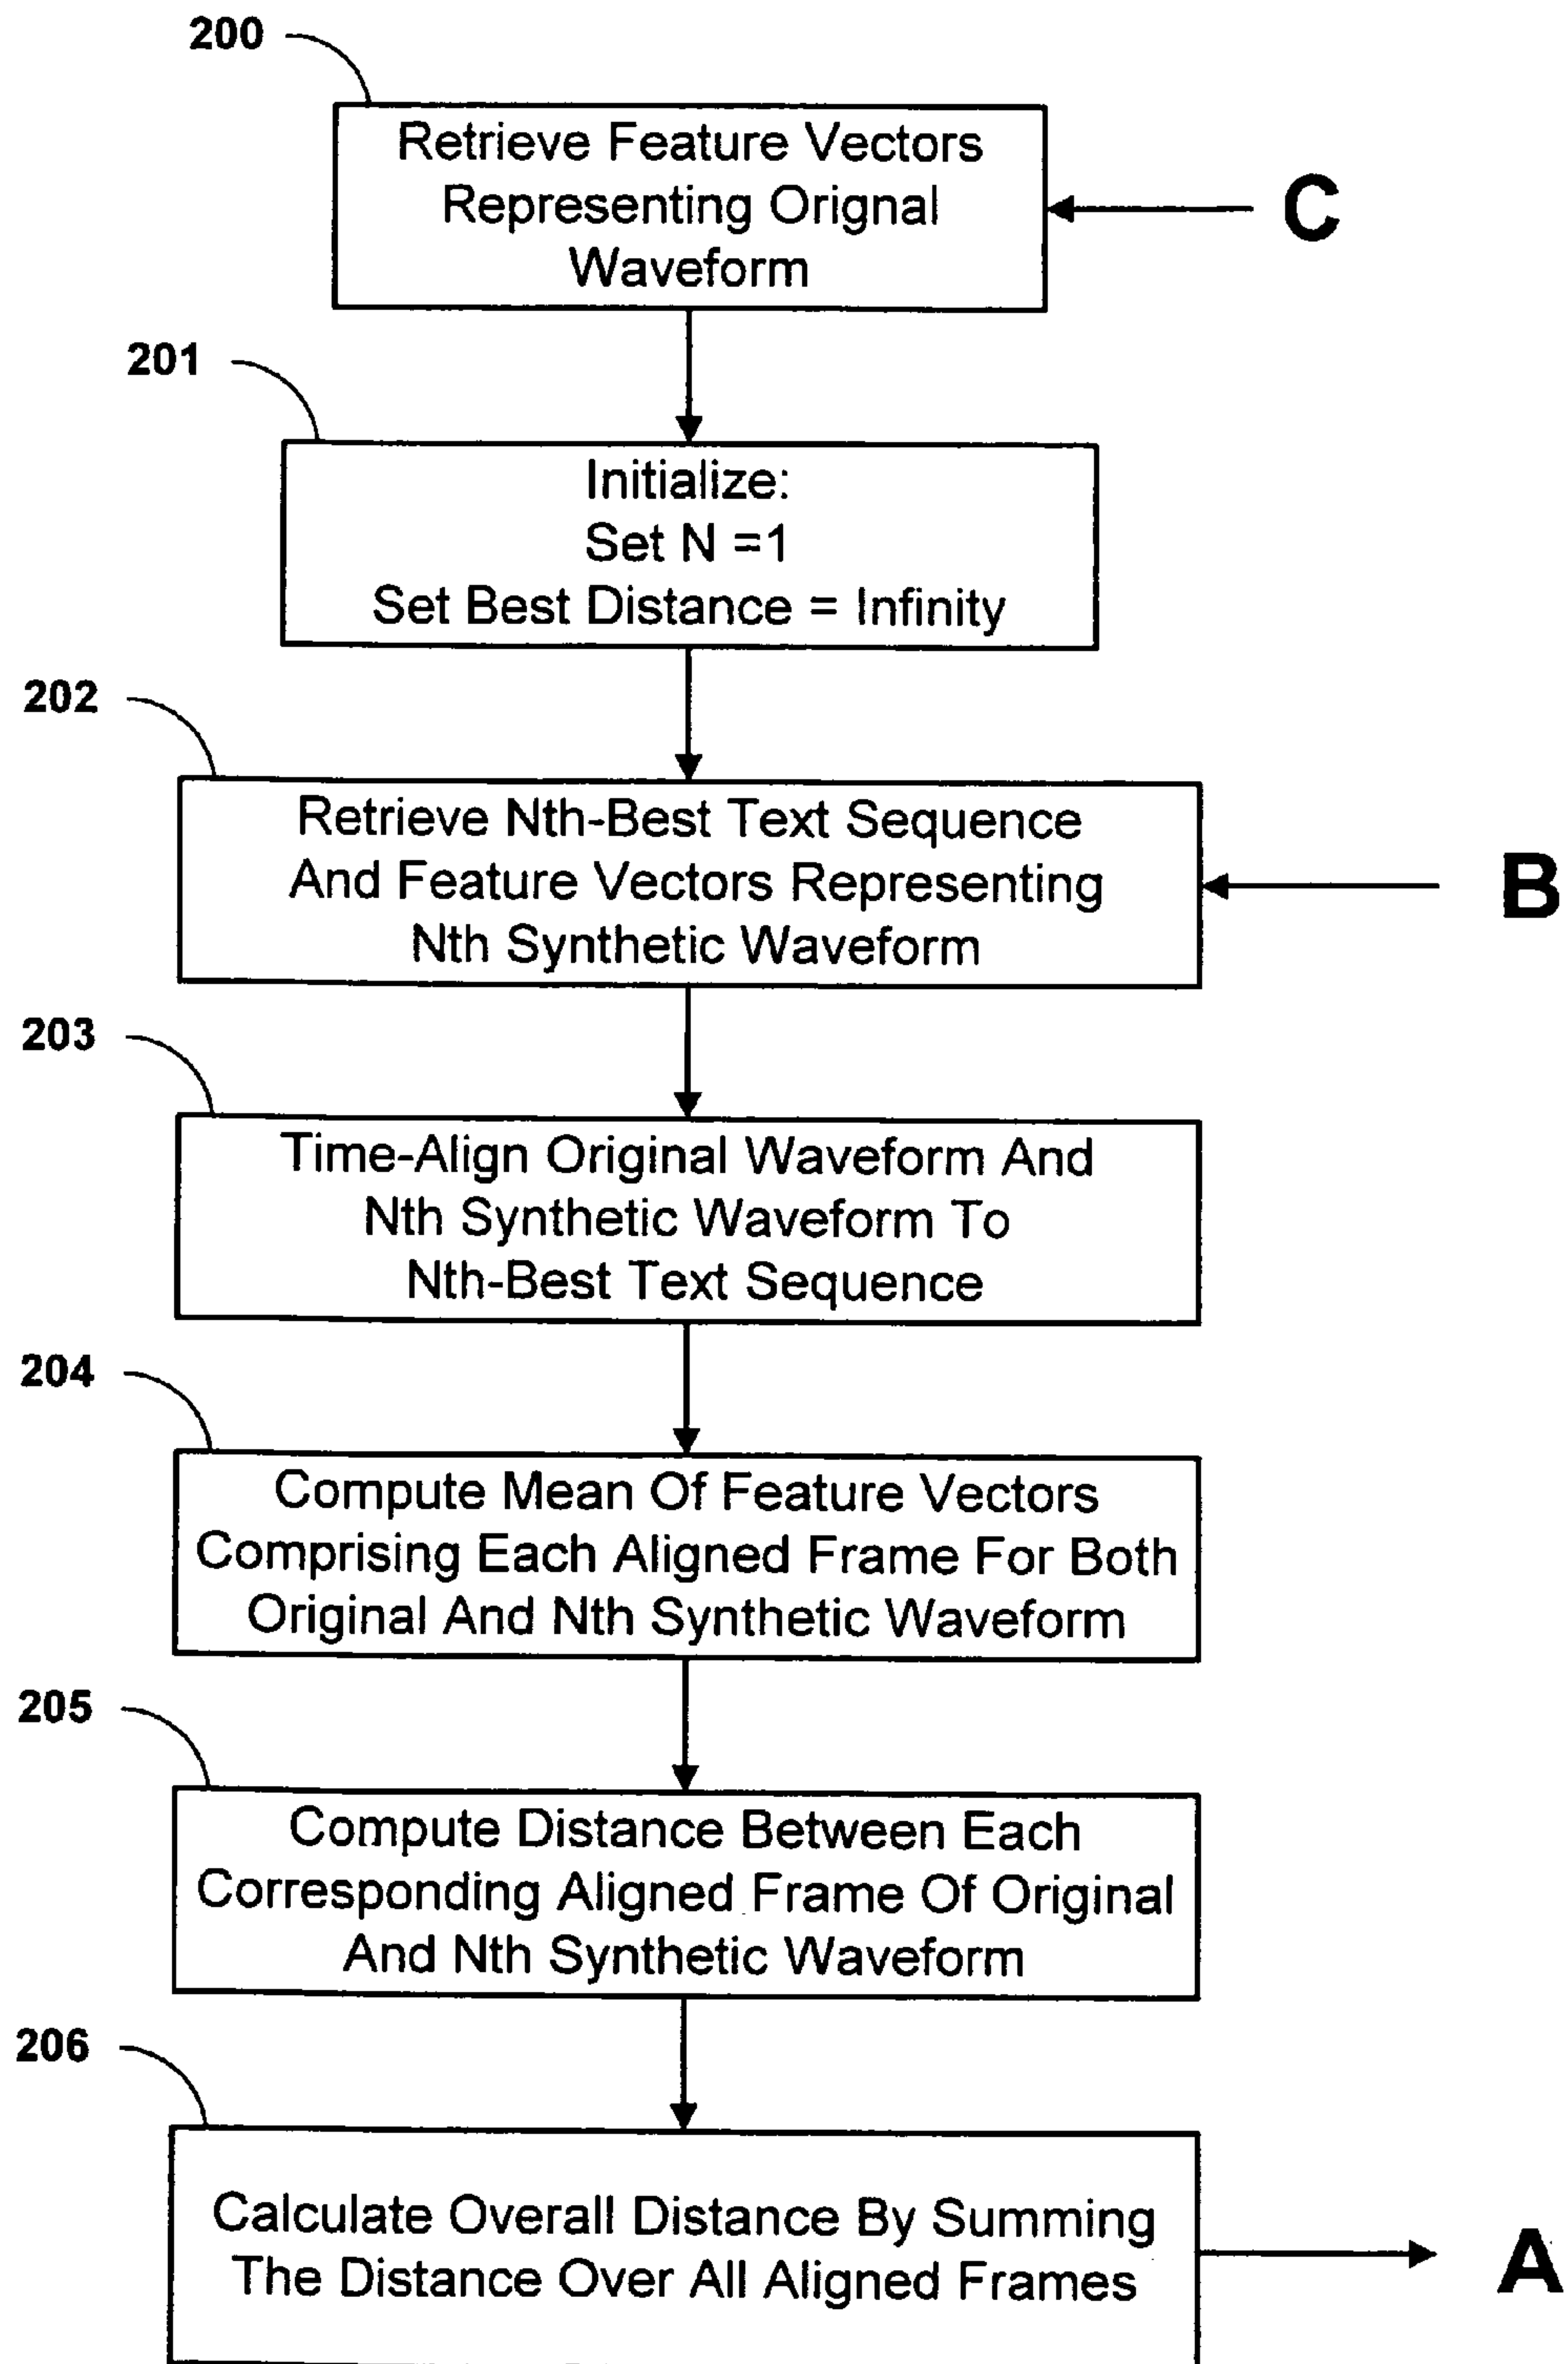 200
Retrieve Feature Vectors
Representing Orignal
Waveform
C
201
Initialize:
Set N =1
Set Best Distance = Infinity
202
Retrieve Nth-Best Text Sequence
And Feature Vectors Representing
Nth Synthetic Waveform
B
203
Time-Align Original Waveform And
Nth Synthetic Waveform To
Nth-Best Text Sequence
204
Compute Mean Of Feature Vectors
Comprising Each Aligned Frame For Both
Original And Nth Synthetic Waveform
205
Compute Distance Between Each
Corresponding Aligned Frame Of Original
And Nth Synthetic Waveform
206
Calculate Overall Distance By Summing
The Distance Over All Aligned Frames
A